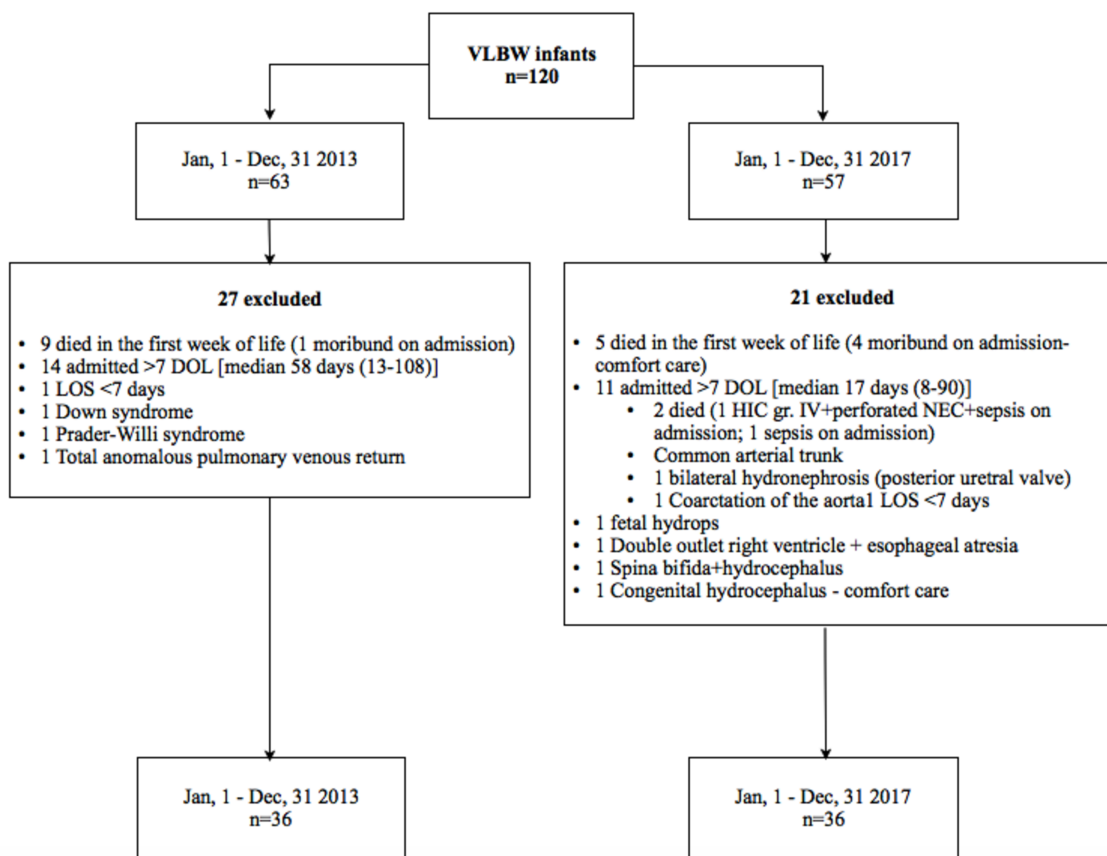 VLBW infants
n=120
Jan, 1 - Dec, 31 2013
n=63
Jan, 1 - Dec, 31 2017
n=57
27 excluded
• 9 died in the first week of life (1 moribund on admission)
• 14 admitted >7 DOL [median 58 days (13-108)]
• 1 LOS <7 days
• 1 Down syndrome
• 1 Prader-Willi syndrome
• 1 Total anomalous pulmonary venous return
21 excluded
• 5 died in the first week of life (4 moribund on admission-
comfort care)
• 11 admitted >7 DOL [median 17 days (8-90)]
• 2 died (1 HIC gr. IV+perforated NEC+sepsis on
admission; 1 sepsis on admission)
• Common arterial trunk
• 1 bilateral hydronephrosis (posterior uretral valve)
• 1 Coarctation of the aorta1 LOS <7 days
• 1 fetal hydrops
• 1 Double outlet right ventricle + esophageal atresia
• 1 Spina bifida+hydrocephalus
• 1 Congenital hydrocephalus - comfort care
Jan, 1 - Dec, 31 2013
n=36
Jan, 1 - Dec, 31 2017
n=36